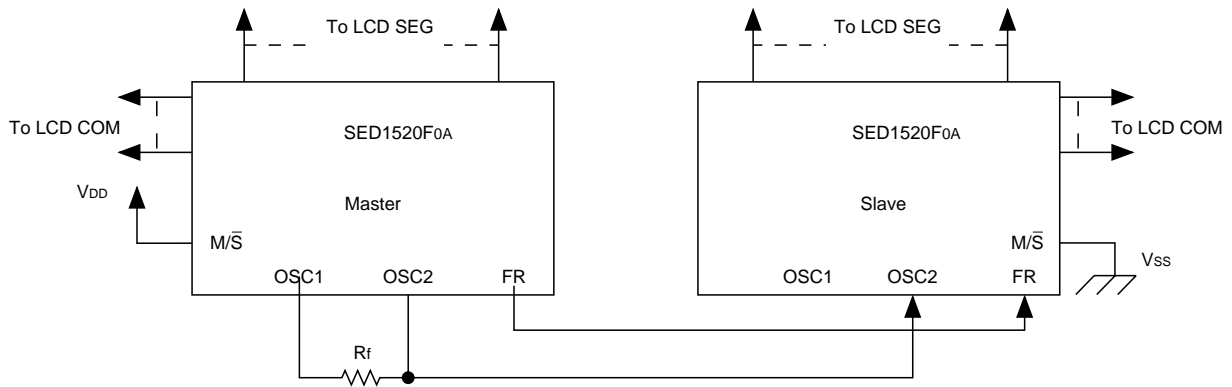 To LCD SEG
To LCD SEG
To LCD COM
SED1520F0A
SED1520F0A
To LCD COM
VDD
Master
Slave
M/S̅
M/S̅
VSS
OSC1 OSC2 FR
OSC1 OSC2 FR
Rf